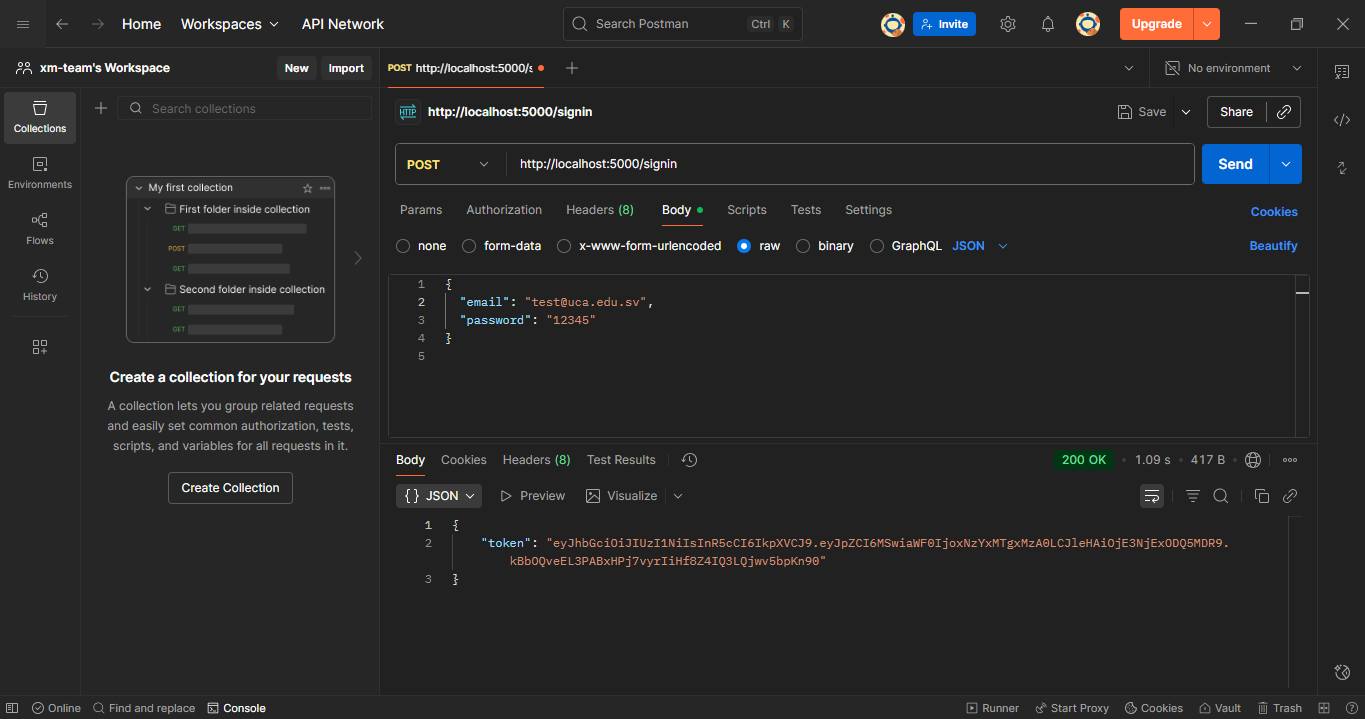 Home Workspaces API Network Search Postman Ctrl K Invite Upgrade
xm-team's Workspace New Import POST http://localhost:5000/s No environment
Search collections
HTTP http://localhost:5000/signin Save Share
Collections
Environments
Flows
History
My first collection
First folder inside collection
GET
POST
GET
Second folder inside collection
GET
GET
Create a collection for your requests
A collection lets you group related requests
and easily set common authorization, tests,
scripts, and variables for all requests in it.
Create Collection
POST http://localhost:5000/signin Send
Params Authorization Headers (8) Body Scripts Tests Settings Cookies
none form-data x-www-form-urlencoded raw binary GraphQL JSON Beautify
1 {
2 "email": "test@uca.edu.sv",
3 "password": "12345"
4 }
5
Body Cookies Headers (8) Test Results 200 OK 1.09 s 417 B
{} JSON Preview Visualize
1 {
2 "token": "eyJhbGciOiJIUzI1NiIsInR5cCI6IkpXVCJ9.eyJpZCI6MSwiaWF0IjoxNzYxMTgxMzA0LCJleHAiOjE3NjExODQ5MDR9.
kBbOQveEL3PABxHPj7vyrIiHf8Z4IQ3LQjwv5bpKn90"
3 }
Online Find and replace Console Runner Start Proxy Cookies Vault Trash